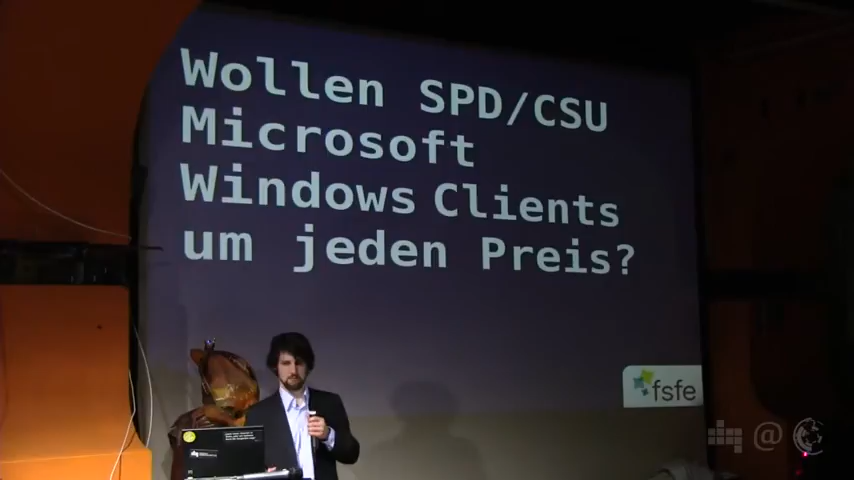 Wollen SPD/CSU
Microsoft
Windows Clients
um jeden Preis?
fsfe
@